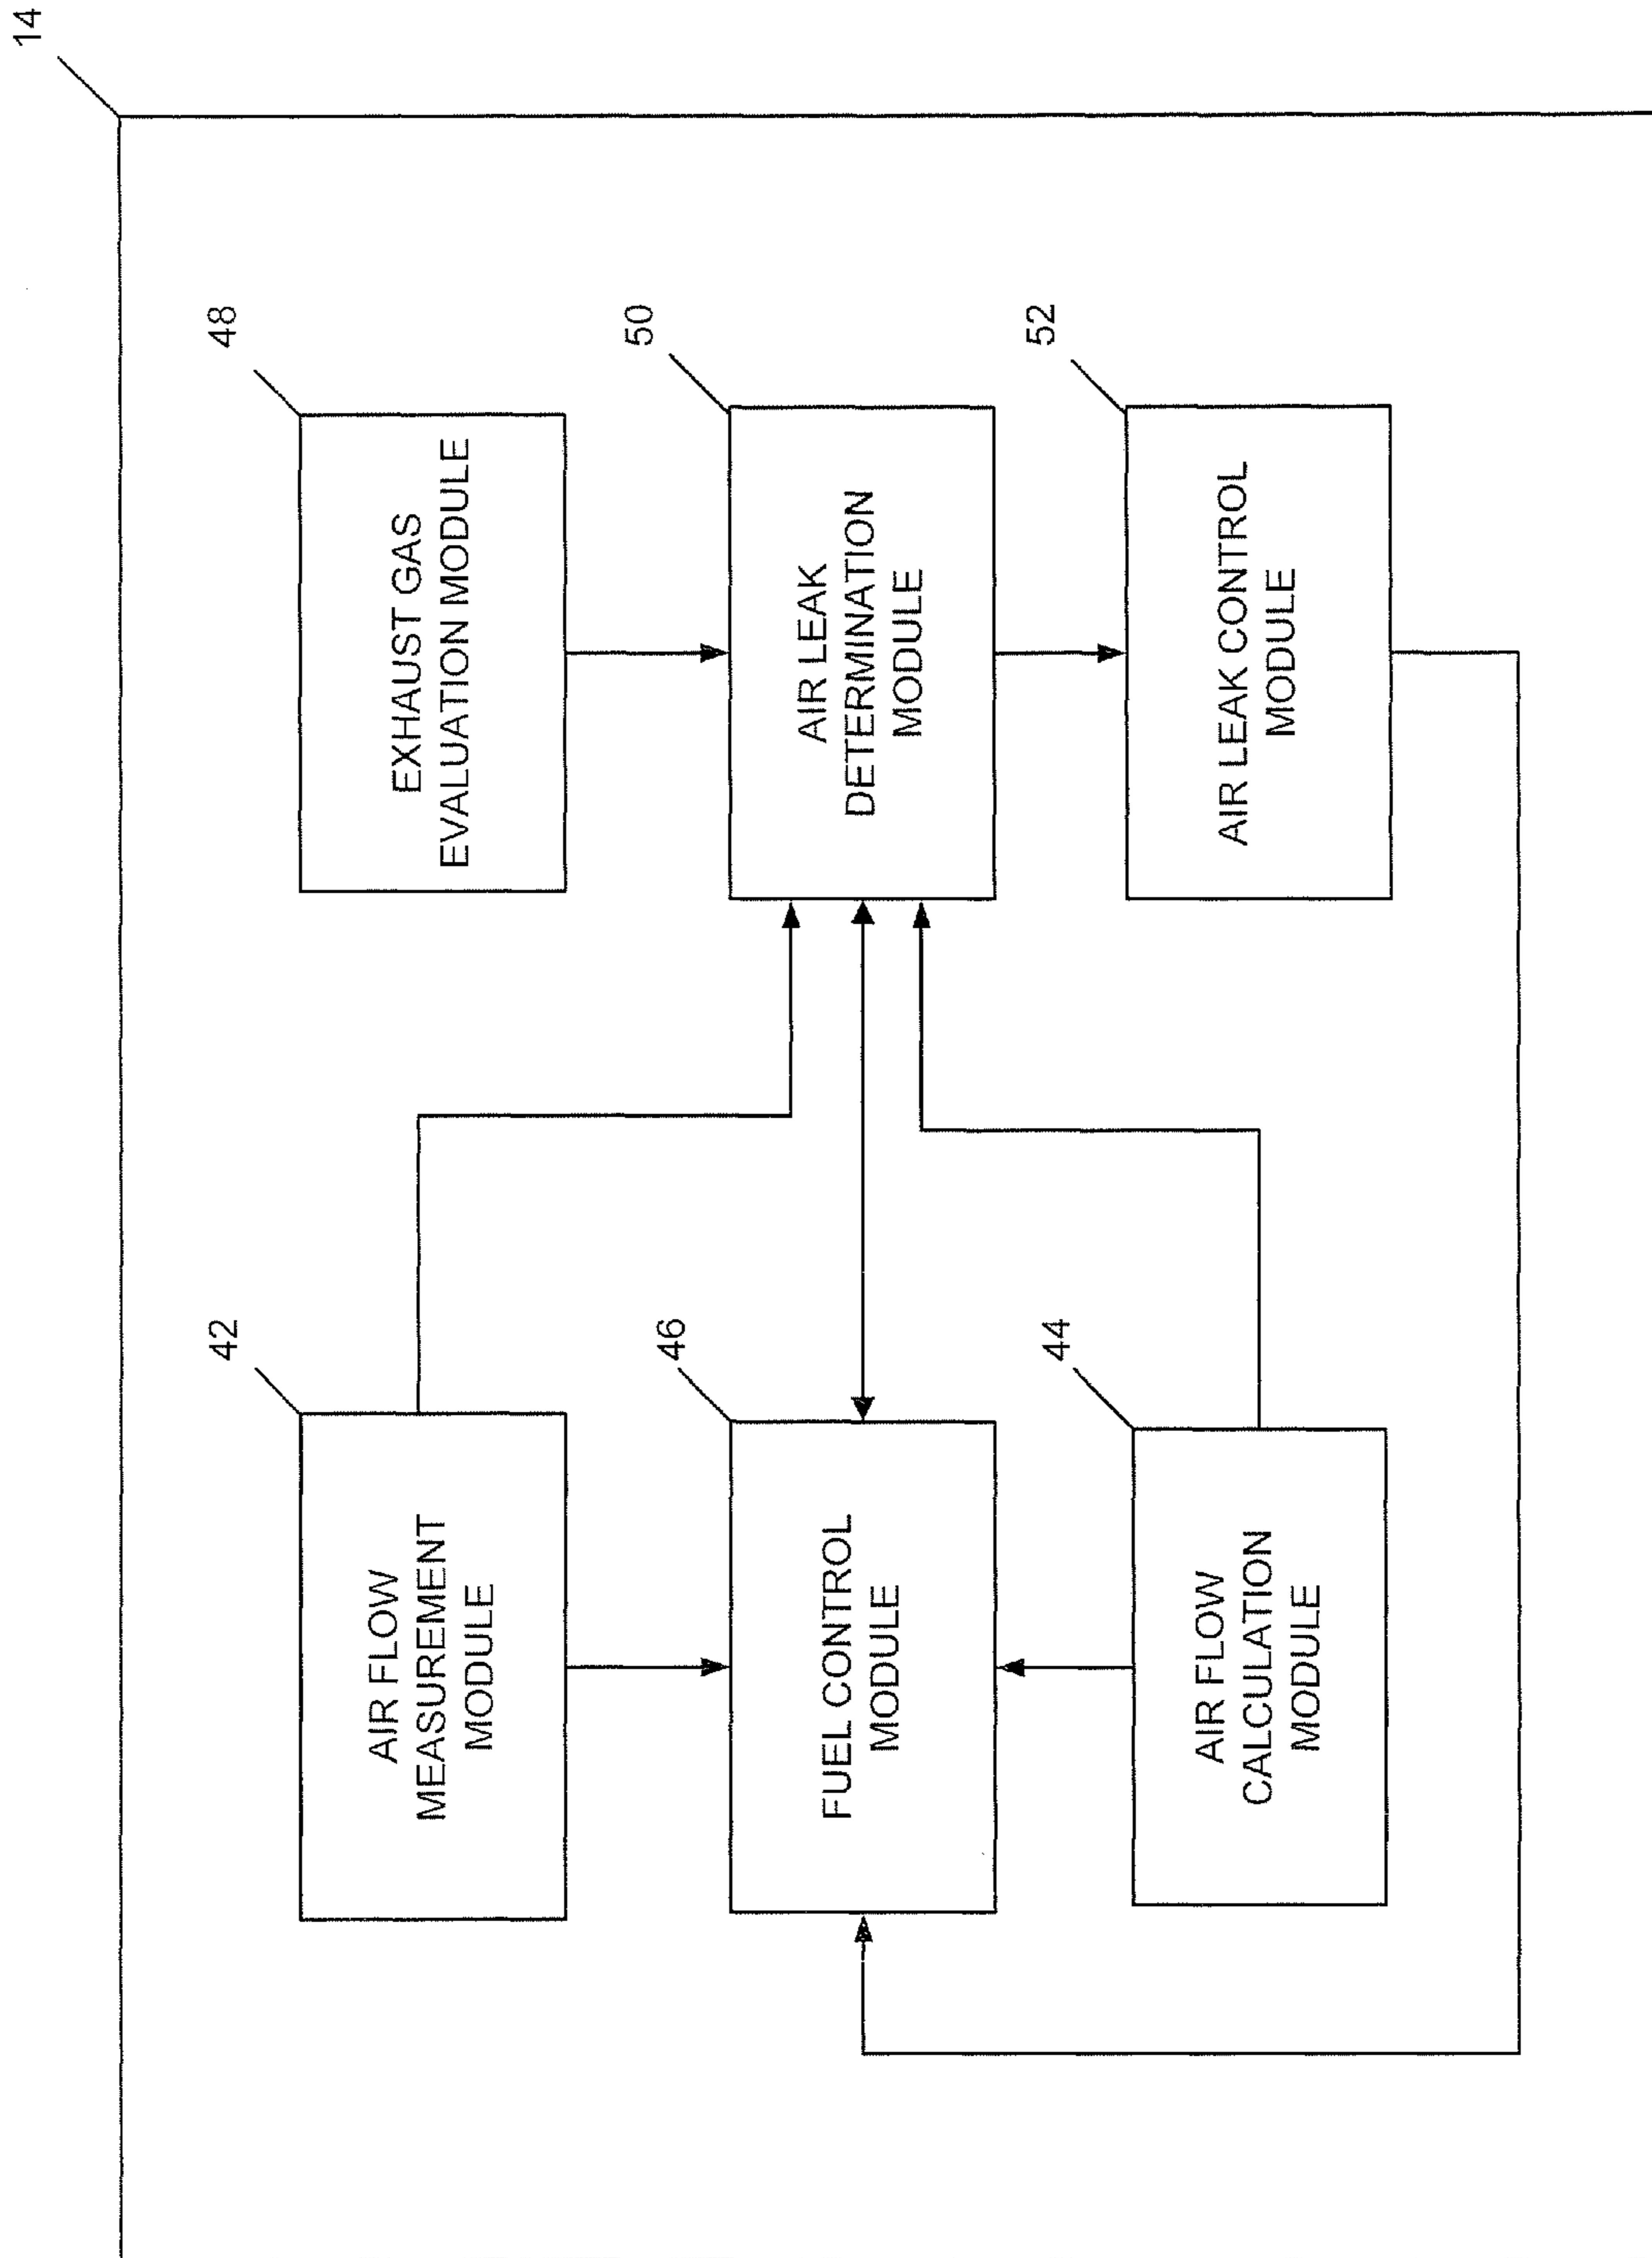 14
42
AIR FLOW
MEASUREMENT
MODULE
48
EXHAUST GAS
EVALUATION MODULE
46
FUEL CONTROL
MODULE
50
AIR LEAK
DETERMINATION
MODULE
44
AIR FLOW
CALCULATION
MODULE
52
AIR LEAK CONTROL
MODULE